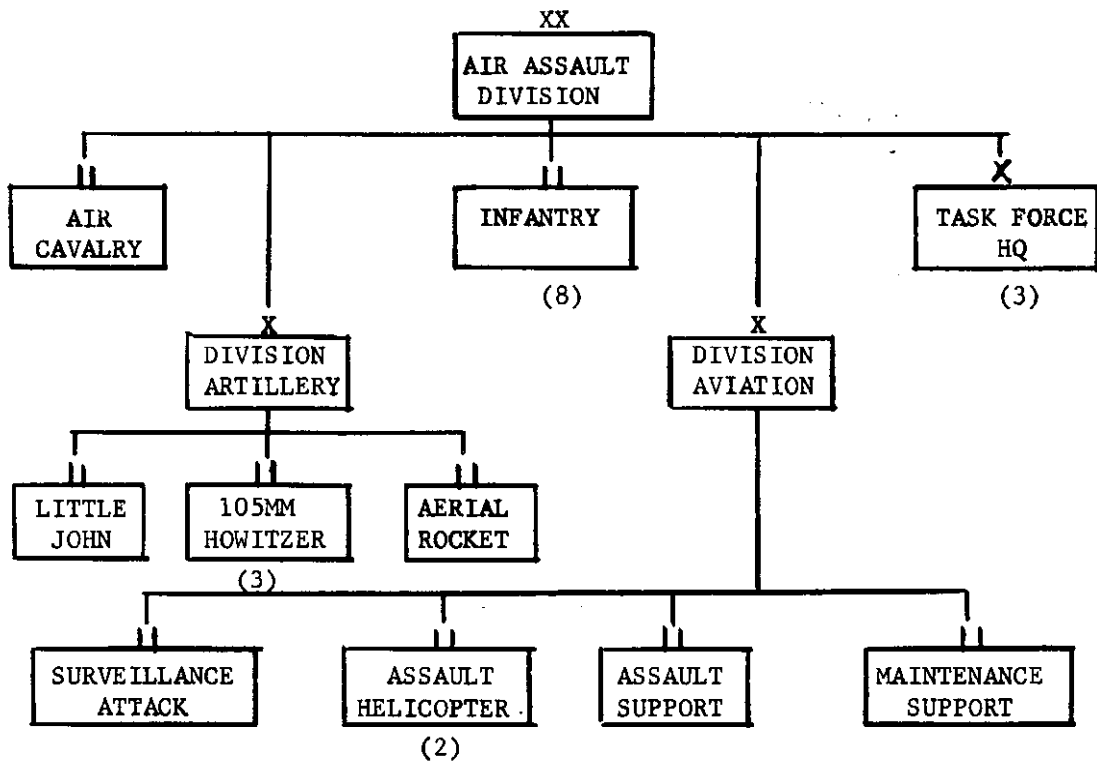 XX
AIR ASSAULT
DIVISION
AIR
CAVALRY
INFANTRY
(8)
X
TASK FORCE
HQ
(3)
X
DIVISION
ARTILLERY
X
DIVISION
AVIATION
LITTLE
JOHN
105MM
HOWITZER
(3)
AERIAL
ROCKET
SURVEILLANCE
ATTACK
ASSAULT
HELICOPTER
(2)
ASSAULT
SUPPORT
MAINTENANCE
SUPPORT